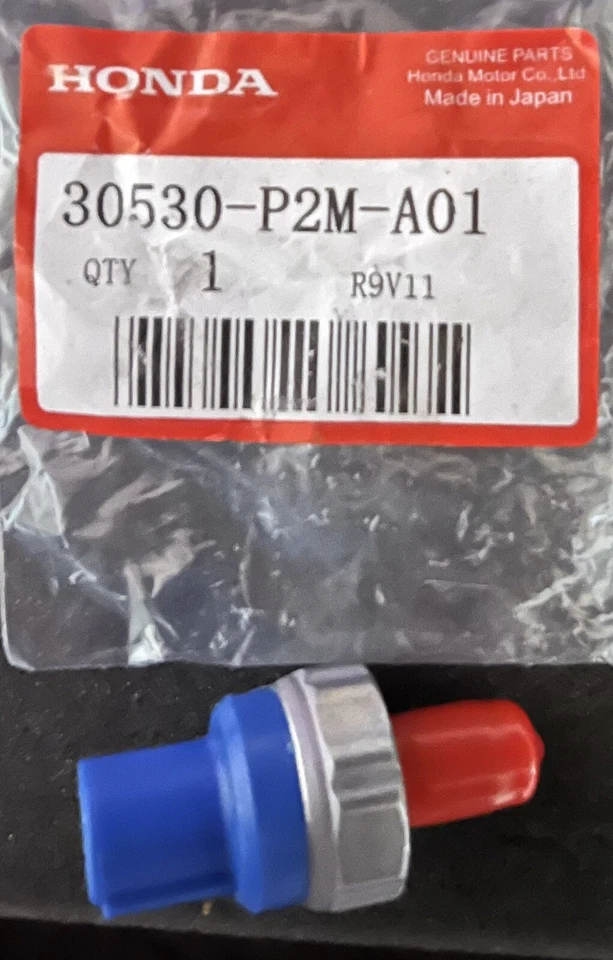 HONDA
GENUINE PARTS
Honda Motor Co.,Ltd
Made in Japan
30530-P2M-A01
QTY 1 R9V11